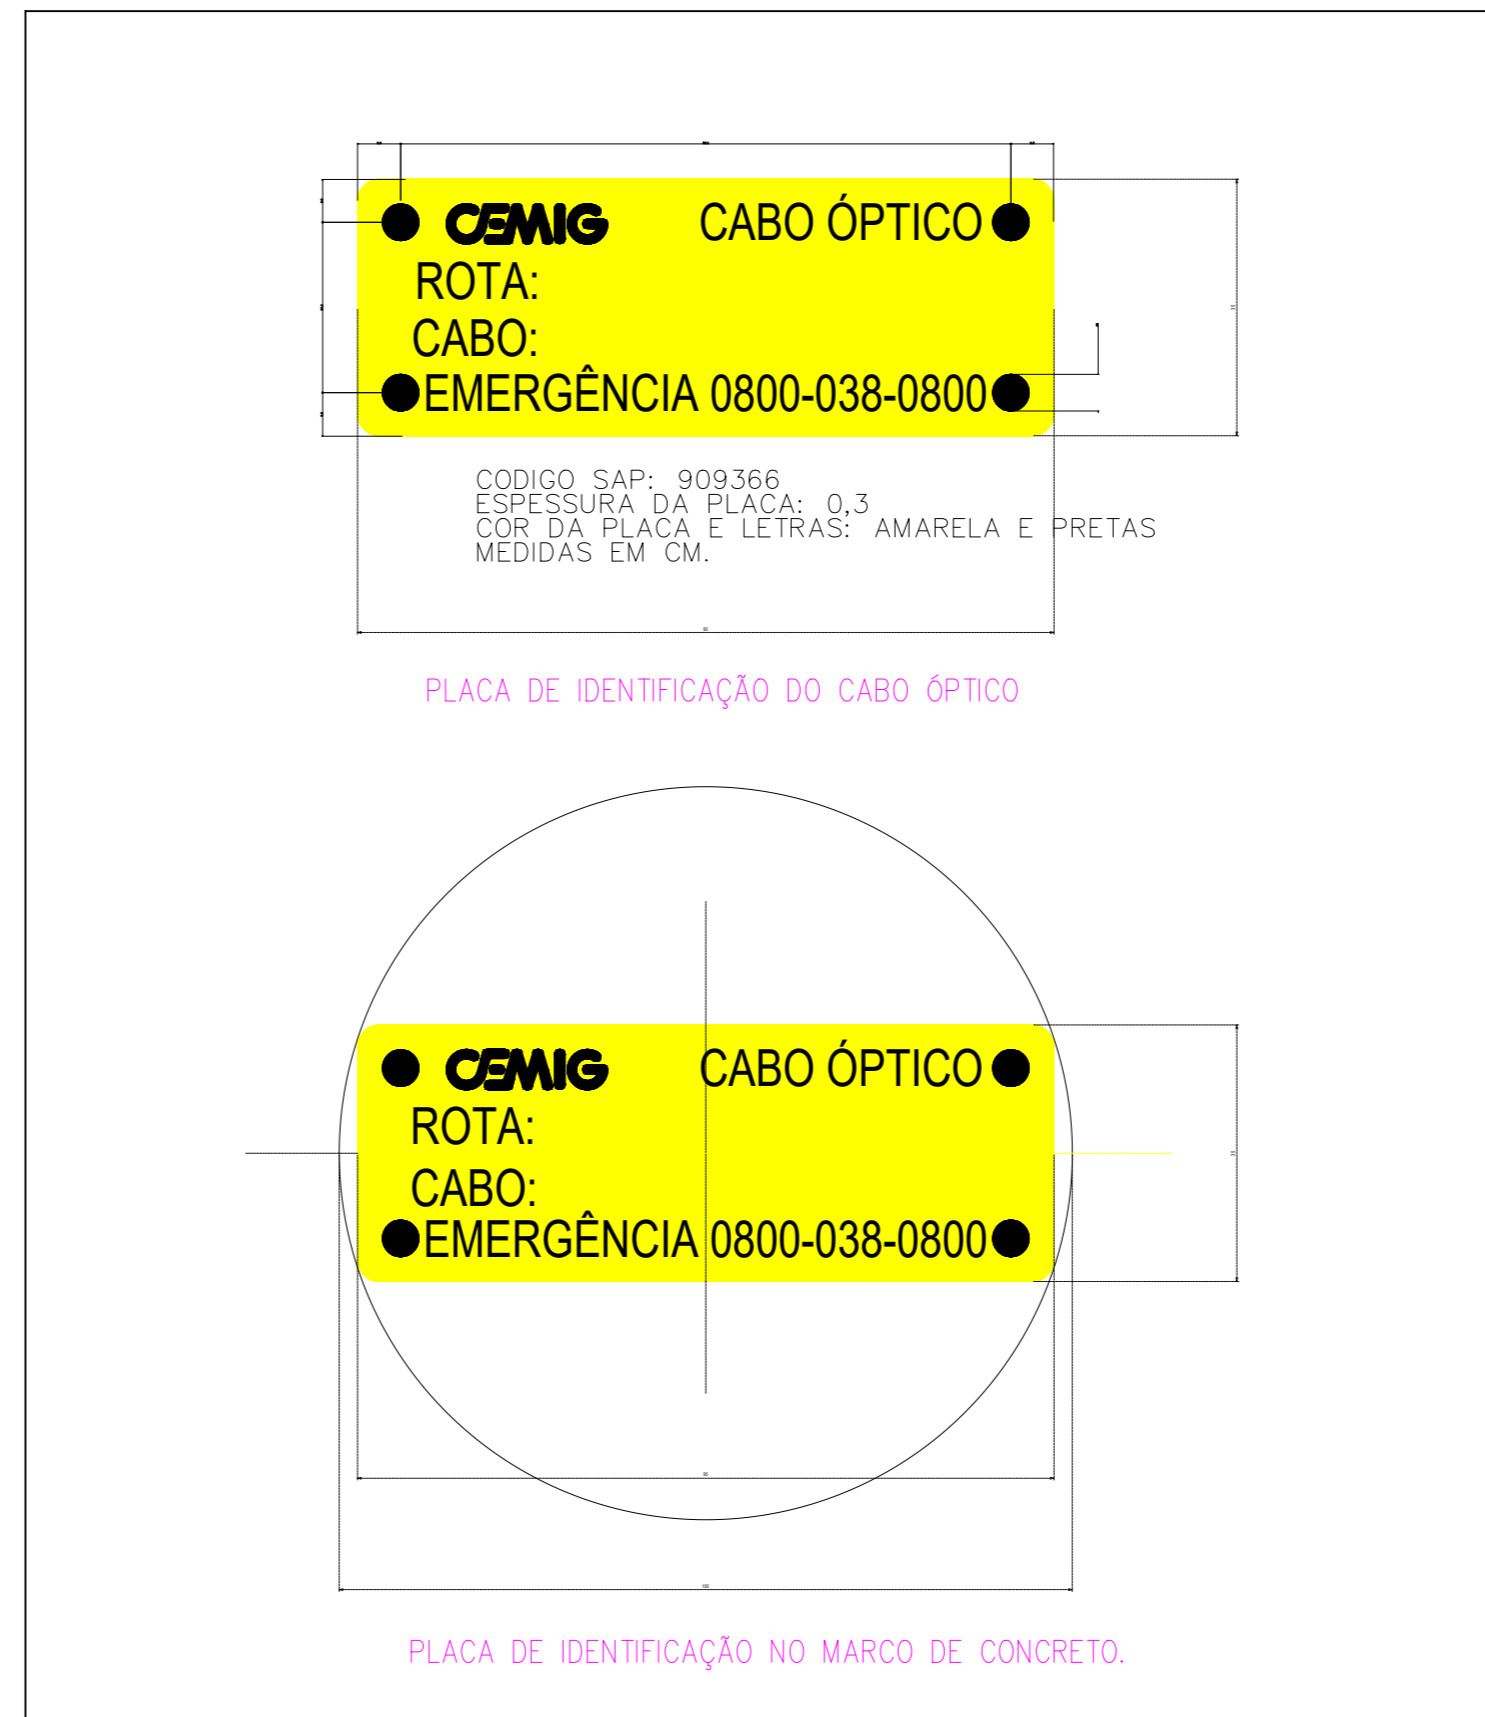 CEMIG CABO ÓPTICO
ROTA:
CABO:
EMERGÊNCIA 0800-038-0800
CODIGO SAP: 909366
ESPESSURA DA PLACA: 0,3
COR DA PLACA E LETRAS: AMARELA E PRETAS
MEDIDAS EM CM.
PLACA DE IDENTIFICAÇÃO DO CABO ÓPTICO
CEMIG CABO ÓPTICO
ROTA:
CABO:
EMERGÊNCIA 0800-038-0800
PLACA DE IDENTIFICAÇÃO NO MARCO DE CONCRETO.